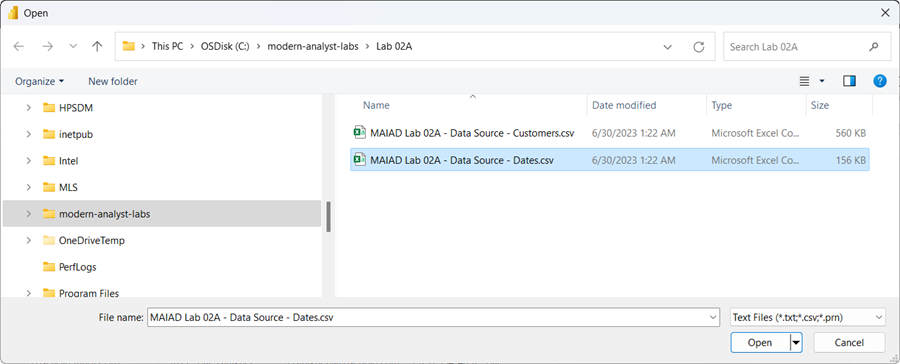 Open
This PC > OSDisk (C:) > modern-analyst-labs > Lab 02A
Search Lab 02A
Organize
New folder
HPSDM
inetpub
Intel
MLS
modern-analyst-labs
OneDriveTemp
PerfLogs
Program Files
Name Date modified Type Size
MAIAD Lab 02A - Data Source - Customers.csv 6/30/2023 1:22 AM Microsoft Excel Co... 560 KB
MAIAD Lab 02A - Data Source - Dates.csv 6/30/2023 1:22 AM Microsoft Excel Co... 156 KB
File name: MAIAD Lab 02A - Data Source - Dates.csv
Text Files (*.txt;*.csv;*.prn)
Open Cancel